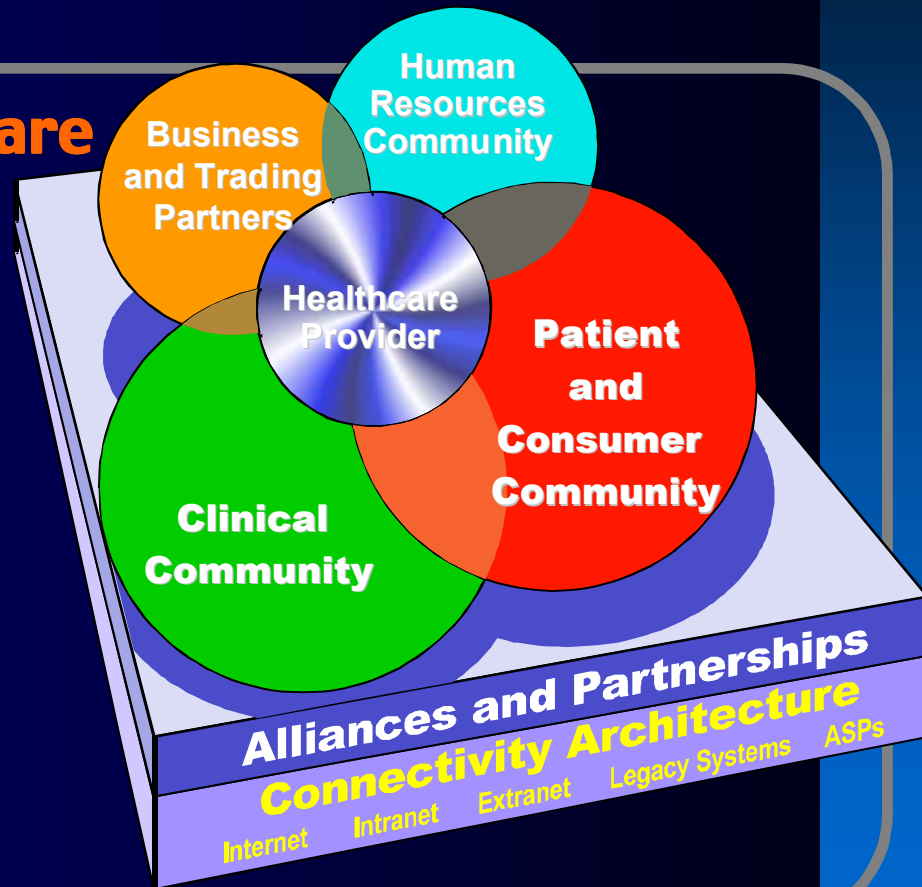 are
Human
Resources
Community
Business
and Trading
Partners
Healthcare
Provider
Patient
and
Consumer
Community
Clinical
Community
Alliances and Partnerships
Connectivity Architecture
Internet Intranet Extranet Legacy Systems ASPs